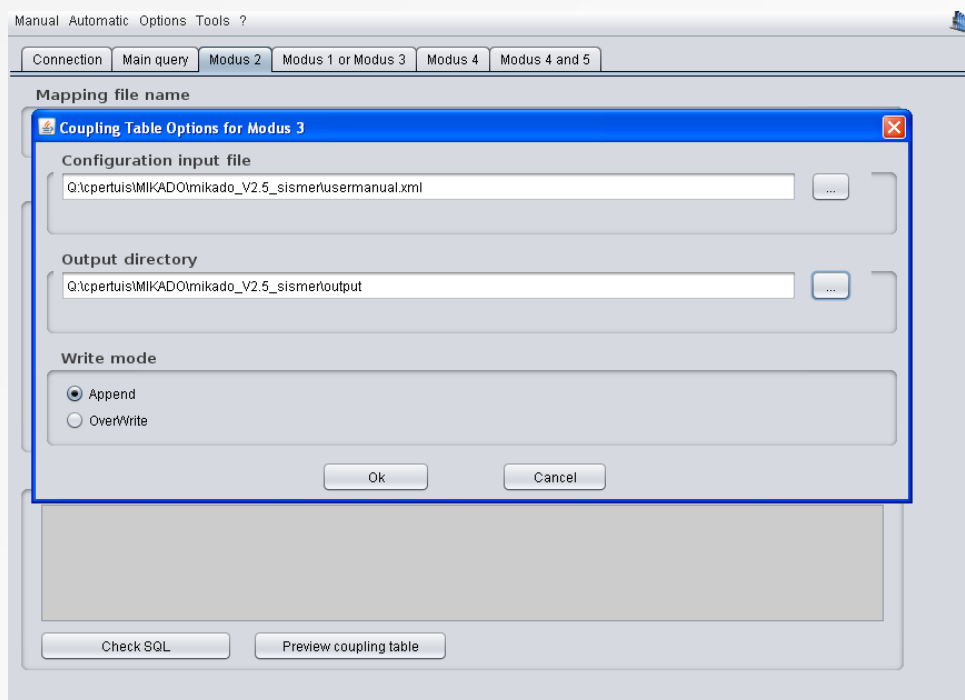 Manual Automatic Options Tools ?
Connection Main query Modus 2 Modus 1 or Modus 3 Modus 4 Modus 4 and 5
Mapping file name
Coupling Table Options for Modus 3
Configuration input file
Q:\cpertuis\MIKADO\mikado_V2.5_sismer\usermanual.xml ...
Output directory
Q:\cpertuis\MIKADO\mikado_V2.5_sismer\output ...
Write mode
Append
OverWrite
Ok Cancel
Check SQL Preview coupling table